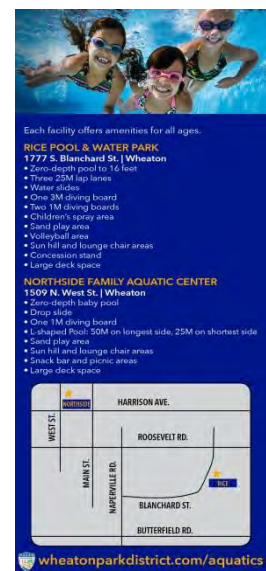 Each facility offers amenities for all ages.
RICE POOL & WATER PARK
1777 S. Blanchard St. | Wheaton
• Zero-depth pool to 16 feet
• Three 25M lap lanes
• Water slides
• One 3M diving board
• Two 1M diving boards
• Children's spray area
• Sand play area
• Volleyball area
• Sun hill and lounge chair areas
• Concession stand
• Large deck space
NORTHSIDE FAMILY AQUATIC CENTER
1509 N. West St. | Wheaton
• Zero-depth baby pool
• Drop slide
• One 1M diving board
• L-shaped Pool: 50M on longest side, 25M on shortest side
• Sand play area
• Sun hill and lounge chair areas
• Snack bar and picnic areas
• Large deck space
NORTHSIDE
HARRISON AVE.
WEST ST.
ROOSEVELT RD.
MAIN ST.
NAPERVILLE RD.
RICE
BLANCHARD ST.
BUTTERFIELD RD.
wheatonparkdistrict.com/aquatics